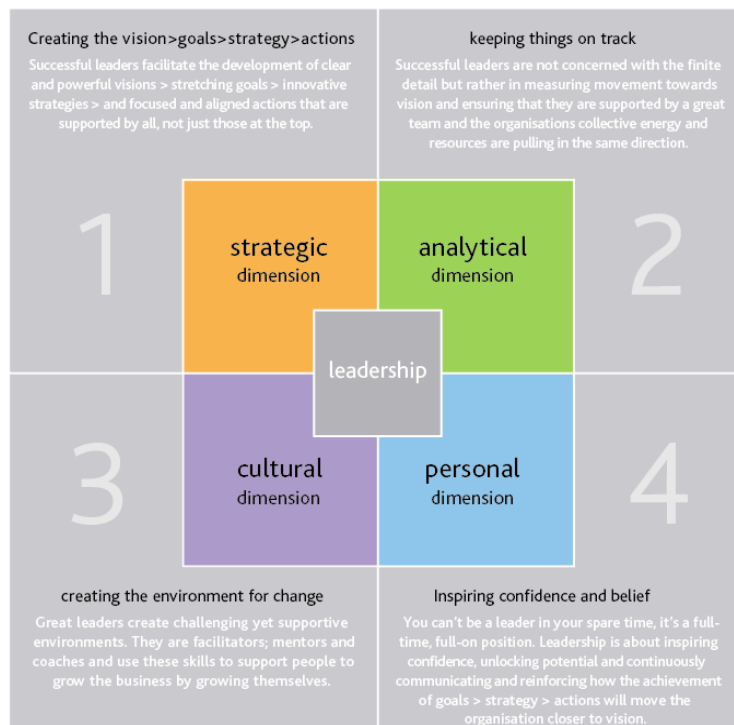 Creating the vision>goals>strategy>actions
Successful leaders facilitate the development of clear
and powerful visions > stretching goals > innovative
strategies > and focused and aligned actions that are
supported by all, not just those at the top.
keeping things on track
Successful leaders are not concerned with the finite
detail but rather in measuring movement towards
vision and ensuring that they are supported by a great
team and the organisations collective energy and
resources are pulling in the same direction.
1
strategic
dimension
analytical
dimension
2
leadership
3
cultural
dimension
personal
dimension
4
creating the environment for change
Great leaders create challenging yet supportive
environments. They are facilitators; mentors and
coaches and use these skills to support people to
grow the business by growing themselves.
Inspiring confidence and belief
You can't be a leader in your spare time, it's a full-
time, full-on position. Leadership is about inspiring
confidence, unlocking potential and continuously
communicating and reinforcing how the achievement
of goals > strategy > actions will move the
organisation closer to vision.